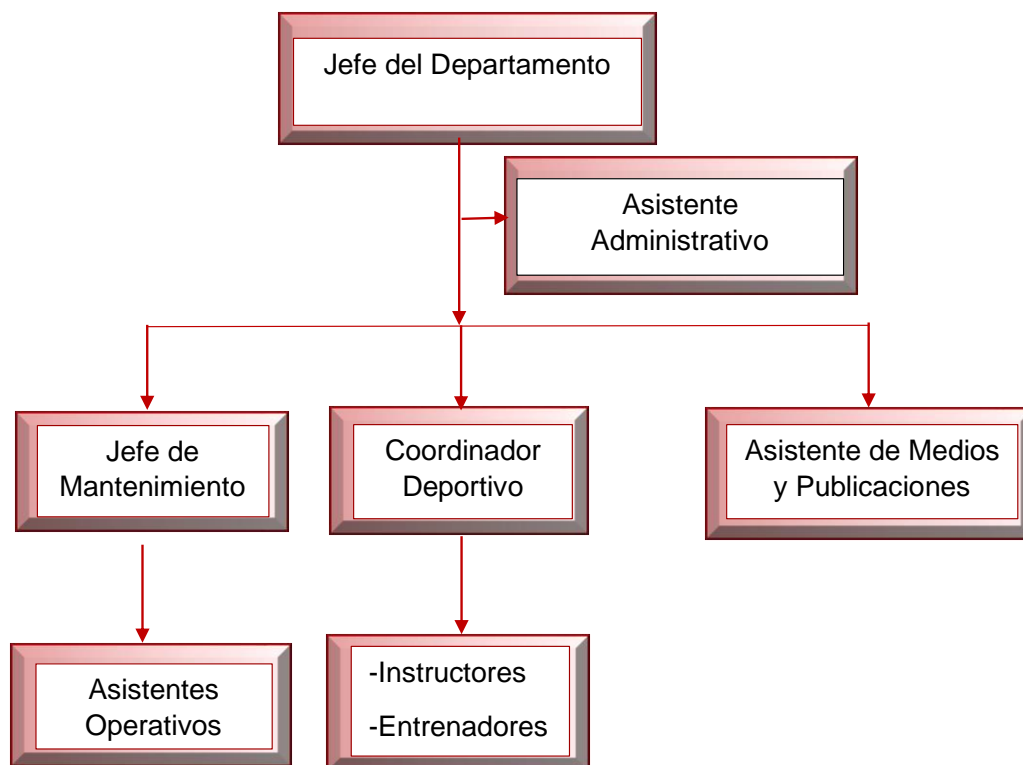 Jefe del Departamento
Asistente
Administrativo
Jefe de
Mantenimiento
Coordinador
Deportivo
Asistente de Medios
y Publicaciones
Asistentes
Operativos
-Instructores
-Entrenadores